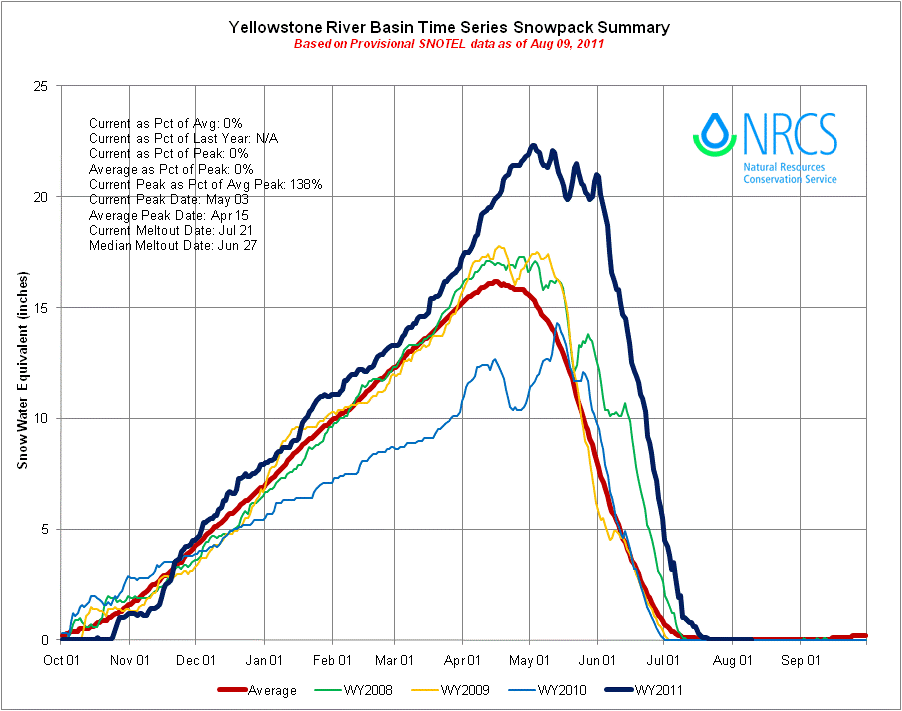 Yellowstone River Basin Time Series Snowpack Summary
Based on Provisional SNOTEL data as of Aug 09, 2011
25
Current as Pct of Avg: 0%
Current as Pct of Last Year: N/A
Current as Pct of Peak: 0%
Average as Pct of Peak: 0%
Current Peak as Pct of Avg Peak: 138%
Current Peak Date: May 03
Average Peak Date: Apr 15
Current Meltout Date: Jul 21
Median Meltout Date: Jun 27
NRCS
Natural Resources
Conservation Service
20
15
10
5
0
Snow Water Equivalent (inches)
Oct 01 Nov 01 Dec 01 Jan 01 Feb 01 Mar 01 Apr 01 May 01 Jun 01 Jul 01 Aug 01 Sep 01
Average WY2008 WY2009 WY2010 WY2011